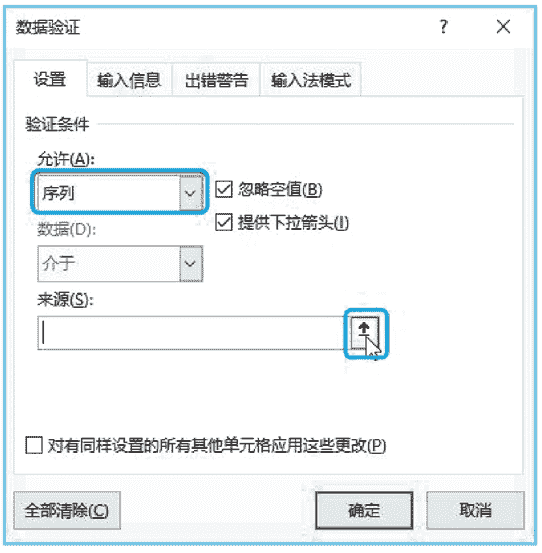 数据验证 ?
设置 输入信息 出错警告 输入法模式
验证条件
允许(A):
序列 忽略空值(B)
数据(D): 提供下拉箭头(I)
介于
来源(S):
对有同样设置的所有其他单元格应用这些更改(P)
全部清除(C) 确定 取消